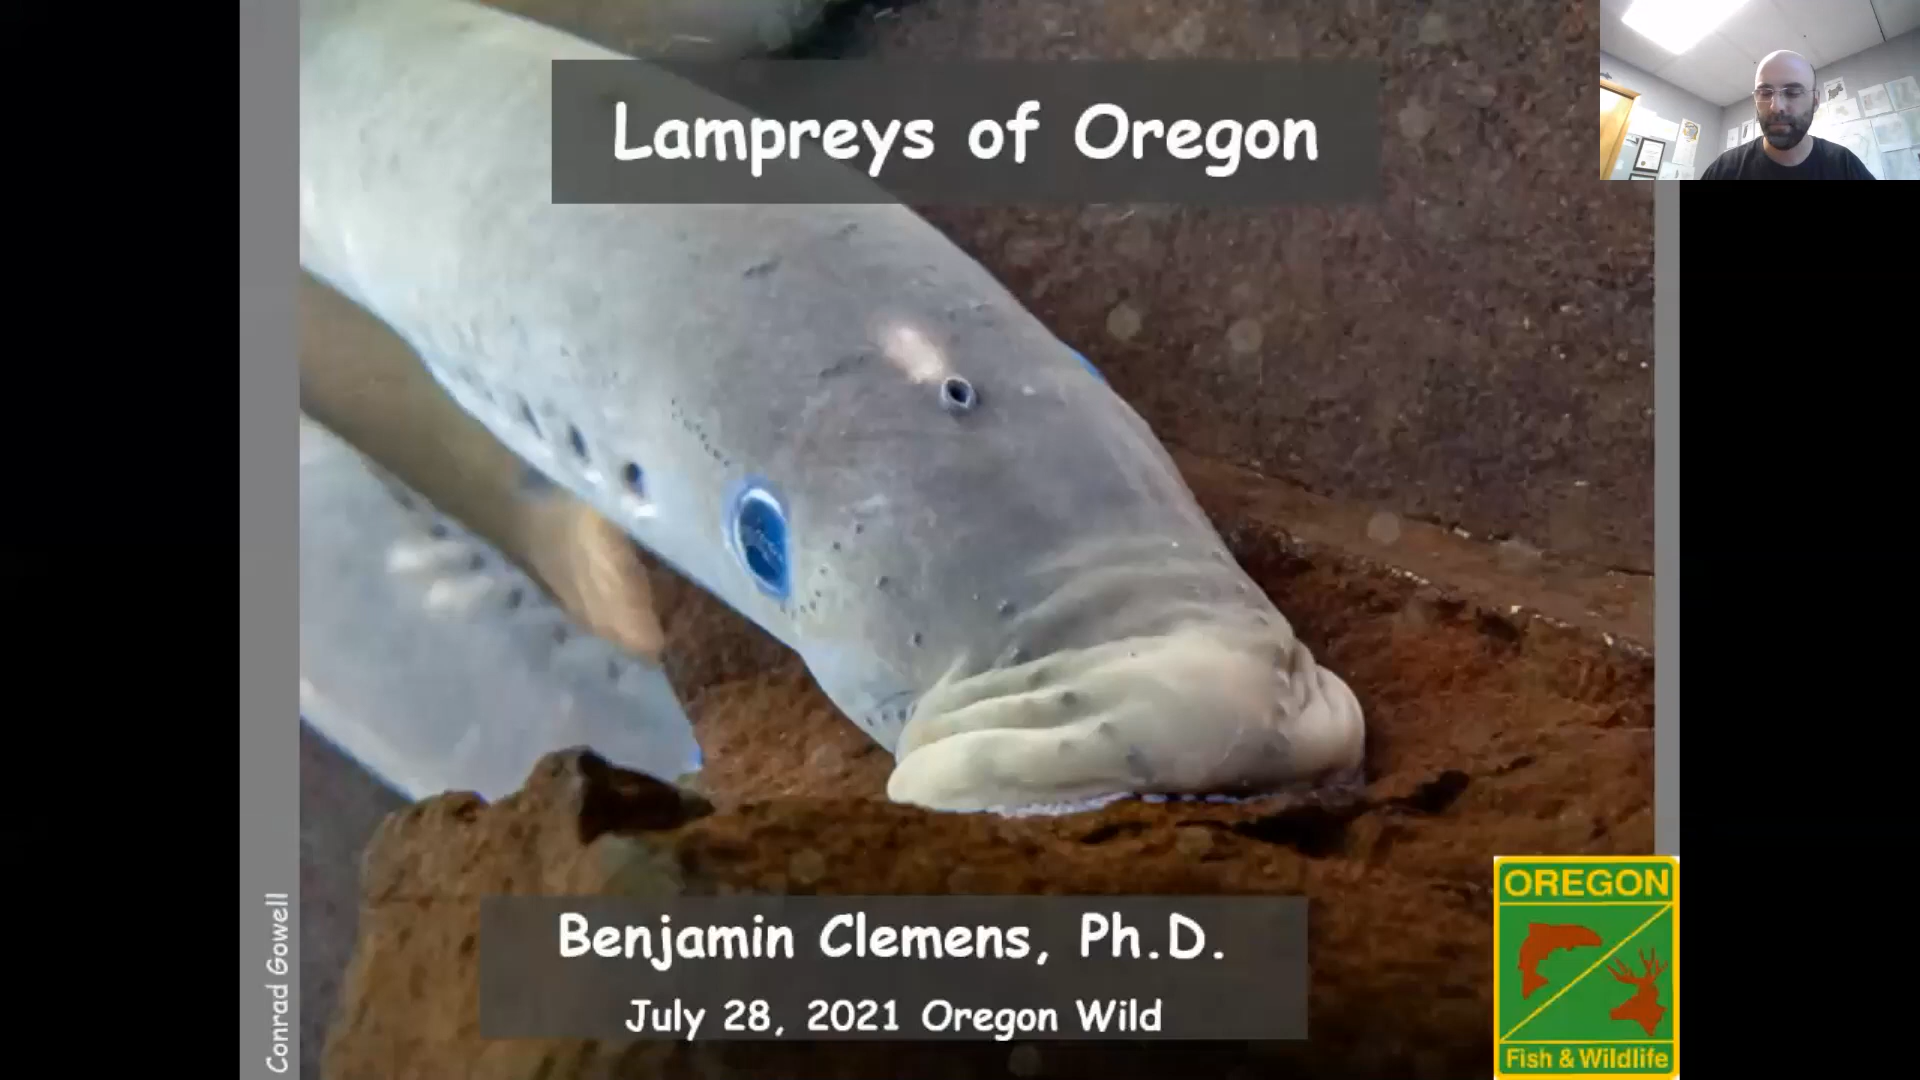 Lampreys of Oregon
Conrad Gowell
Benjamin Clemens, Ph.D.
July 28, 2021 Oregon Wild
OREGON
Fish & Wildlife